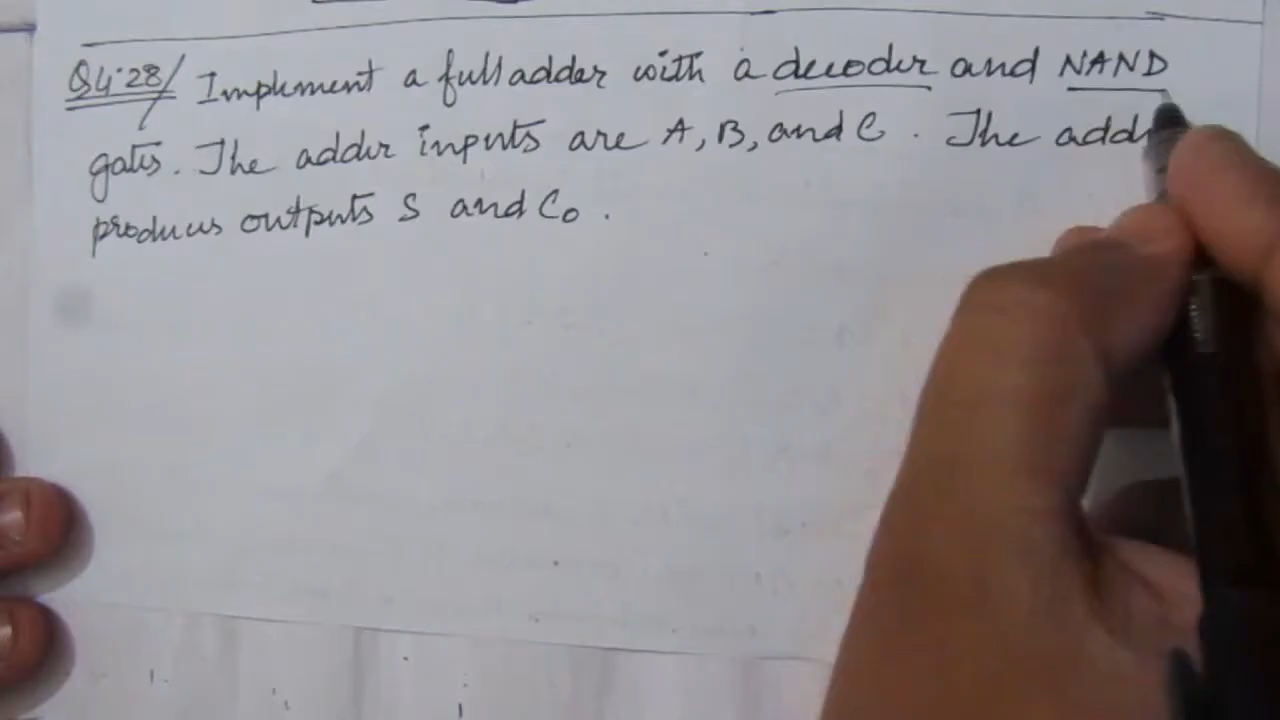 Q4.28/ Implement a full adder with a decoder and NAND
gates. The adder inputs are A, B, and C. The add
produces outputs S and Co.